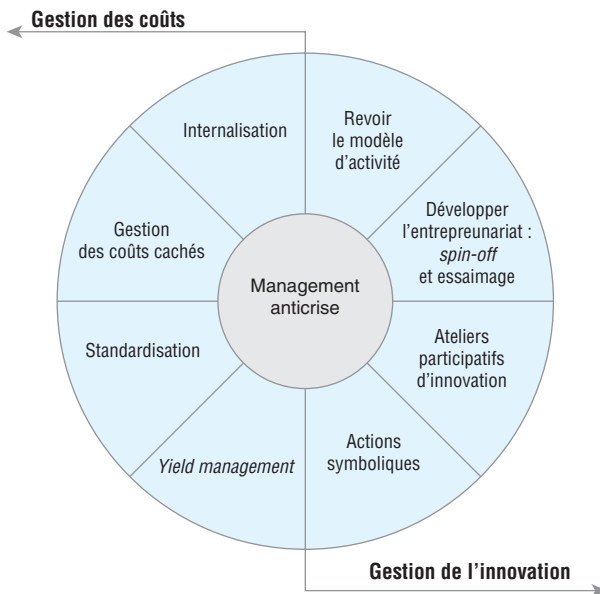 Gestion des coûts
Internalisation
Revoir
le modèle
d’activité
Développer
l’entrepreunariat :
spin-off
et essaimage
Gestion
des coûts cachés
Management
anticrise
Standardisation
Ateliers
participatifs
d’innovation
Yield management
Actions
symboliques
Gestion de l’innovation